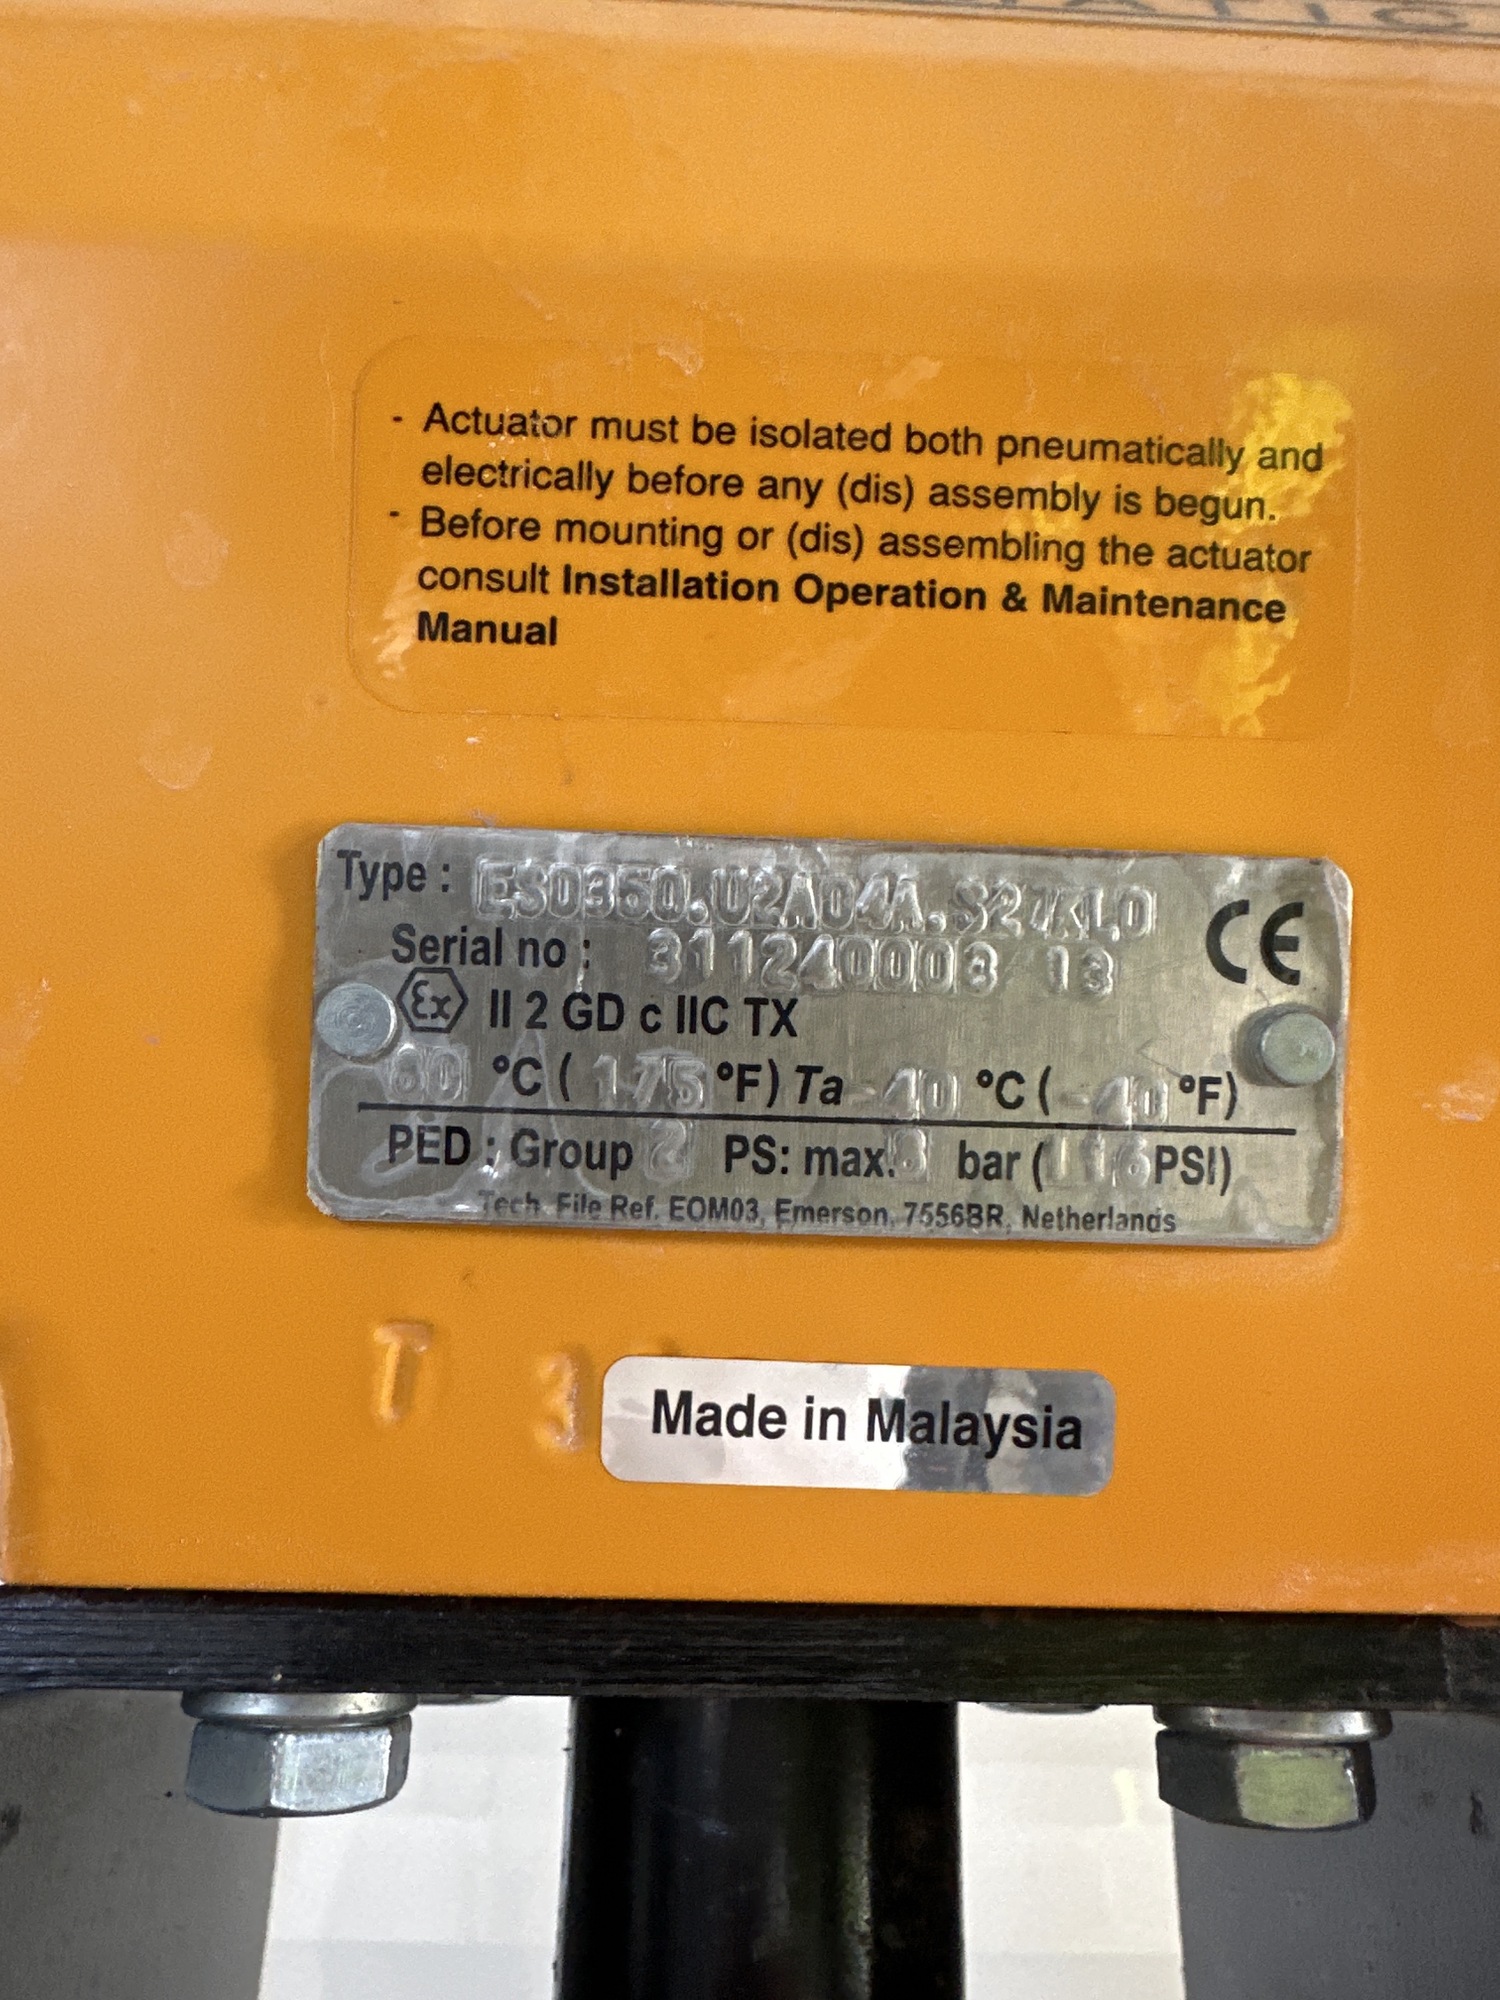 - Actuator must be isolated both pneumatically and
electrically before any (dis) assembly is begun.
- Before mounting or (dis) assembling the actuator
consult Installation Operation & Maintenance
Manual
Type : ES0350.U2A04A.S27KL0
CE
Serial no : 311240003 13
Ex II 2 GD c IIC TX
80 °C ( 175 °F) Ta -40 °C ( -40 °F)
PED : Group 2 PS: max. 8 bar ( 116 PSI)
Tech. File Ref. EOM03, Emerson, 7556BR, Netherlands
T 3
Made in Malaysia